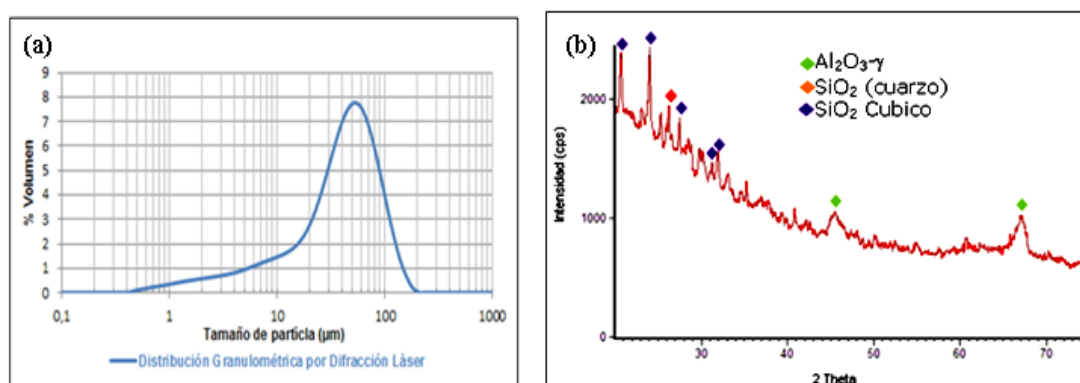 (a)
% Volumen
9
8
7
6
5
4
3
2
1
0
0,1 1 10 100 1000
Tamaño de partícla (µm)
Distribución Granulométrica por Difracción Láser
(b)
Al₂O₃-γ
SiO₂ (cuarzo)
SiO₂ Cubico
Intensidad (cps)
2000
1000
0
30 40 50 60 70
2 Theta